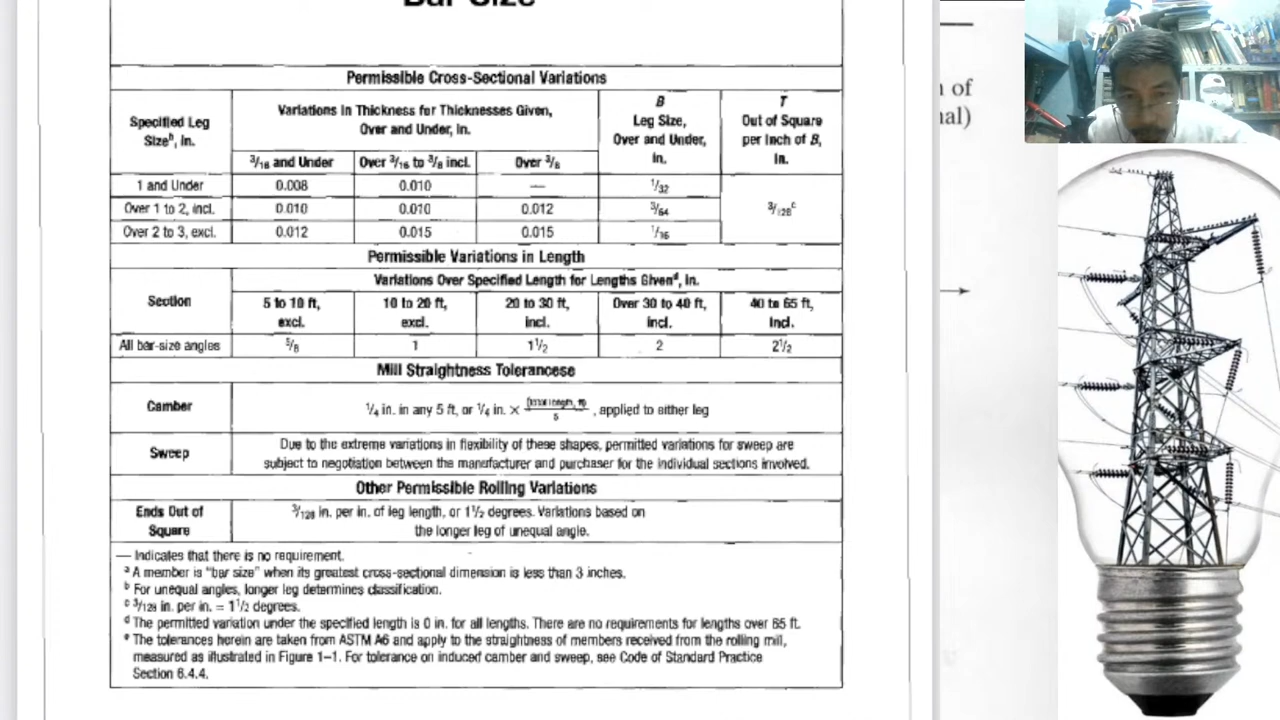 Bar Size
Permissible Cross-Sectional Variations
Specified Leg
Sizeᵇ, in.
Variations in Thickness for Thicknesses Given,
Over and Under, in.
B
Leg Size,
Over and Under,
in.
T
Out of Square
per Inch of B,
in.
3/16 and Under
Over 3/16 to 3/8 incl.
Over 3/8
1 and Under 0.008 0.010 — 1/32
Over 1 to 2, incl. 0.010 0.010 0.012 3/64 3/128ᶜ
Over 2 to 3, excl. 0.012 0.015 0.015 1/16
Permissible Variations in Length
Section
Variations Over Specified Length for Lengths Givenᵈ, in.
5 to 10 ft,
excl.
10 to 20 ft,
excl.
20 to 30 ft,
incl.
Over 30 to 40 ft,
incl.
40 to 65 ft,
incl.
All bar-size angles 5/8 1 1 1/2 2 2 1/2
Mill Straightness Tolerancese
Camber
1/4 in. in any 5 ft, or 1/4 in. × (total length, ft)/5 , applied to either leg
Sweep
Due to the extreme variations in flexibility of these shapes, permitted variations for sweep are
subject to negotiation between the manufacturer and purchaser for the individual sections involved.
Other Permissible Rolling Variations
Ends Out of
Square
3/128 in. per in. of leg length, or 1 1/2 degrees. Variations based on
the longer leg of unequal angle.
— Indicates that there is no requirement.
ᵃ A member is "bar size" when its greatest cross-sectional dimension is less than 3 inches.
ᵇ For unequal angles, longer leg determines classification.
ᶜ 3/128 in. per in. = 1 1/2 degrees.
ᵈ The permitted variation under the specified length is 0 in. for all lengths. There are no requirements for lengths over 65 ft.
ᵉ The tolerances herein are taken from ASTM A6 and apply to the straightness of members received from the rolling mill,
measured as illustrated in Figure 1–1. For tolerance on induced camber and sweep, see Code of Standard Practice
Section 6.4.4.
of
nal)